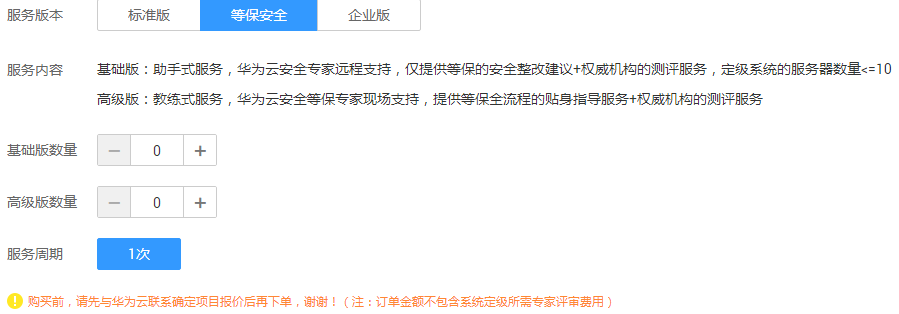 服务版本 标准版 等保安全 企业版
服务内容 基础版：助手式服务，华为云安全专家远程支持，仅提供等保的安全整改建议+权威机构的测评服务，定级系统的服务器数量<=10
高级版：教练式服务，华为云安全等保专家现场支持，提供等保全流程的贴身指导服务+权威机构的测评服务
基础版数量 − 0 +
高级版数量 − 0 +
服务周期 1次
! 购买前，请先与华为云联系确定项目报价后再下单，谢谢！（注：订单金额不包含系统定级所需专家评审费用）